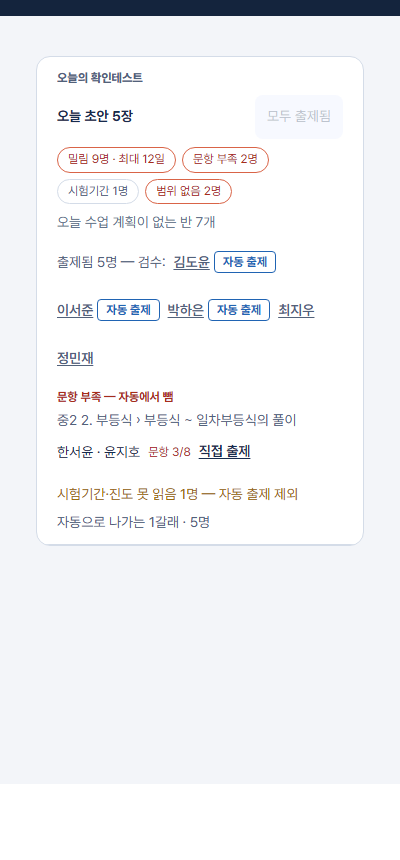 오늘의 확인테스트
오늘 초안 5장
모두 출제됨
밀림 9명 · 최대 12일 문항 부족 2명
시험기간 1명 범위 없음 2명
오늘 수업 계획이 없는 반 7개
출제됨 5명 — 검수: 김도윤 자동 출제
이서준 자동 출제 박하은 자동 출제 최지우
정민재
문항 부족 — 자동에서 뺌
중2 2. 부등식 › 부등식 ~ 일차부등식의 풀이
한서윤 · 윤지호 문항 3/8 직접 출제
시험기간·진도 못 읽음 1명 — 자동 출제 제외
자동으로 나가는 1갈래 · 5명